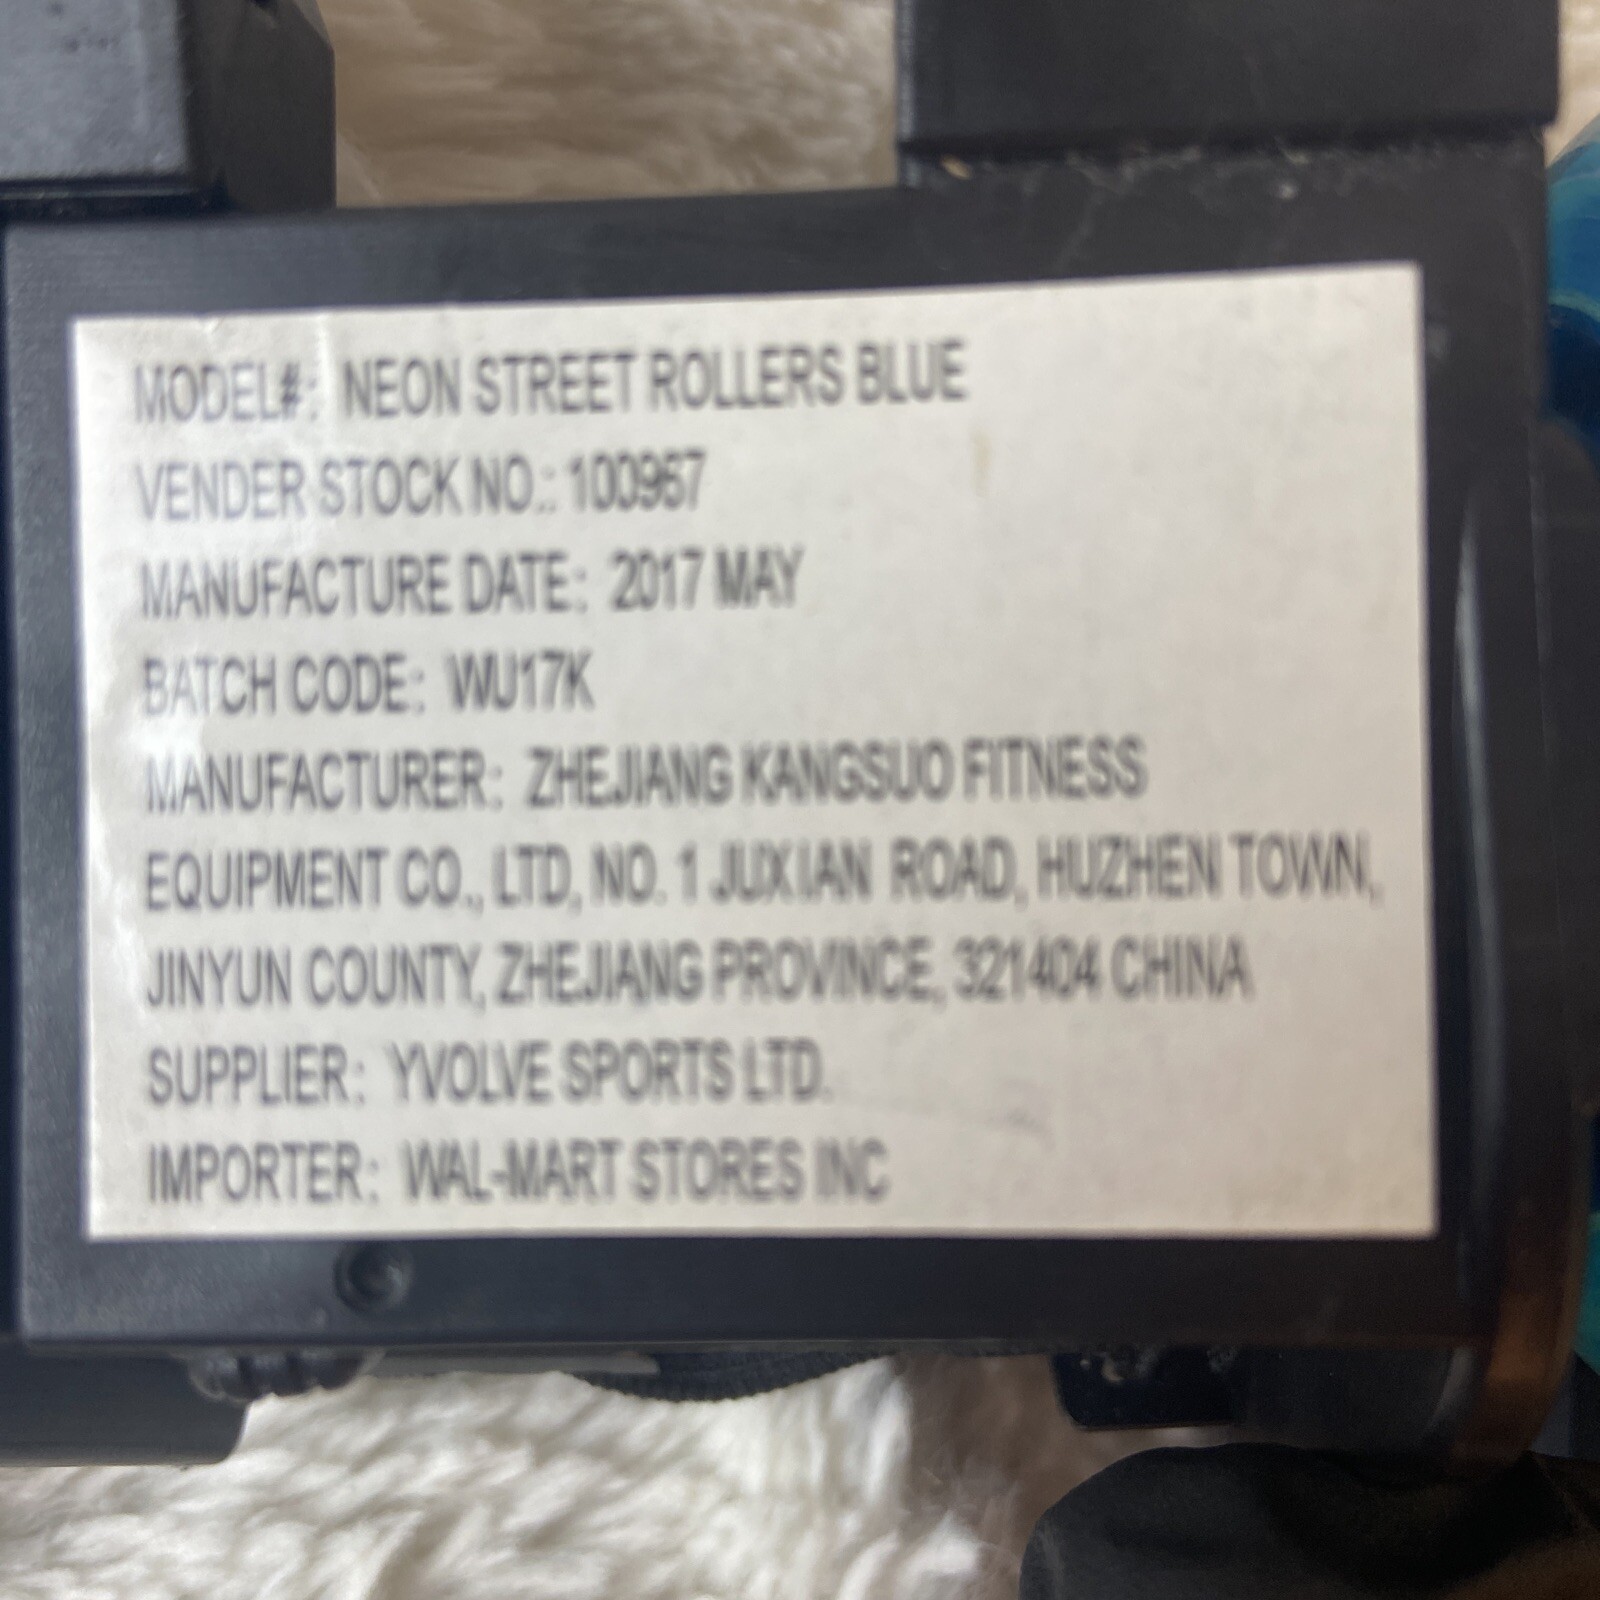 MODEL#: NEON STREET ROLLERS BLUE
VENDER STOCK NO.: 100967
MANUFACTURE DATE: 2017 MAY
BATCH CODE: WU17K
MANUFACTURER: ZHEJIANG KANGSUO FITNESS
EQUIPMENT CO., LTD, NO. 1 JUXIAN ROAD, HUZHEN TOWN,
JINYUN COUNTY, ZHEJIANG PROVINCE, 321404 CHINA
SUPPLIER: YVOLVE SPORTS LTD.
IMPORTER: WAL-MART STORES INC